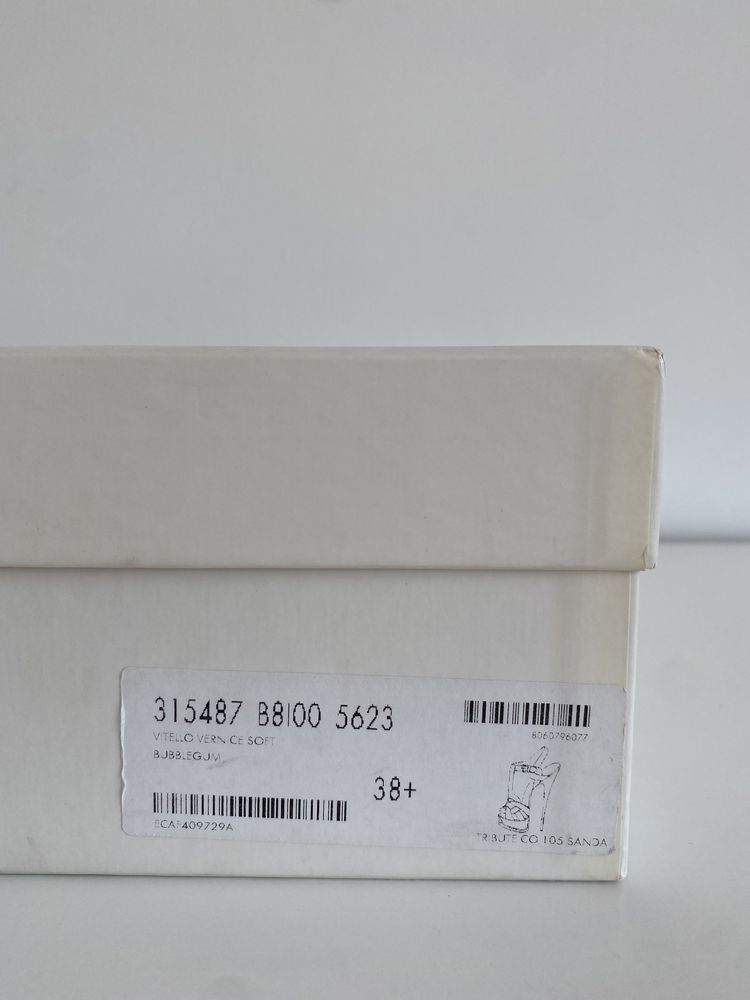 315487 B8I00 5623
VITELLO VERNICE SOFT
BUBBLEGUM
8060796077
38+
ECAF409729A
TRIBUTE CO 105 SANDA